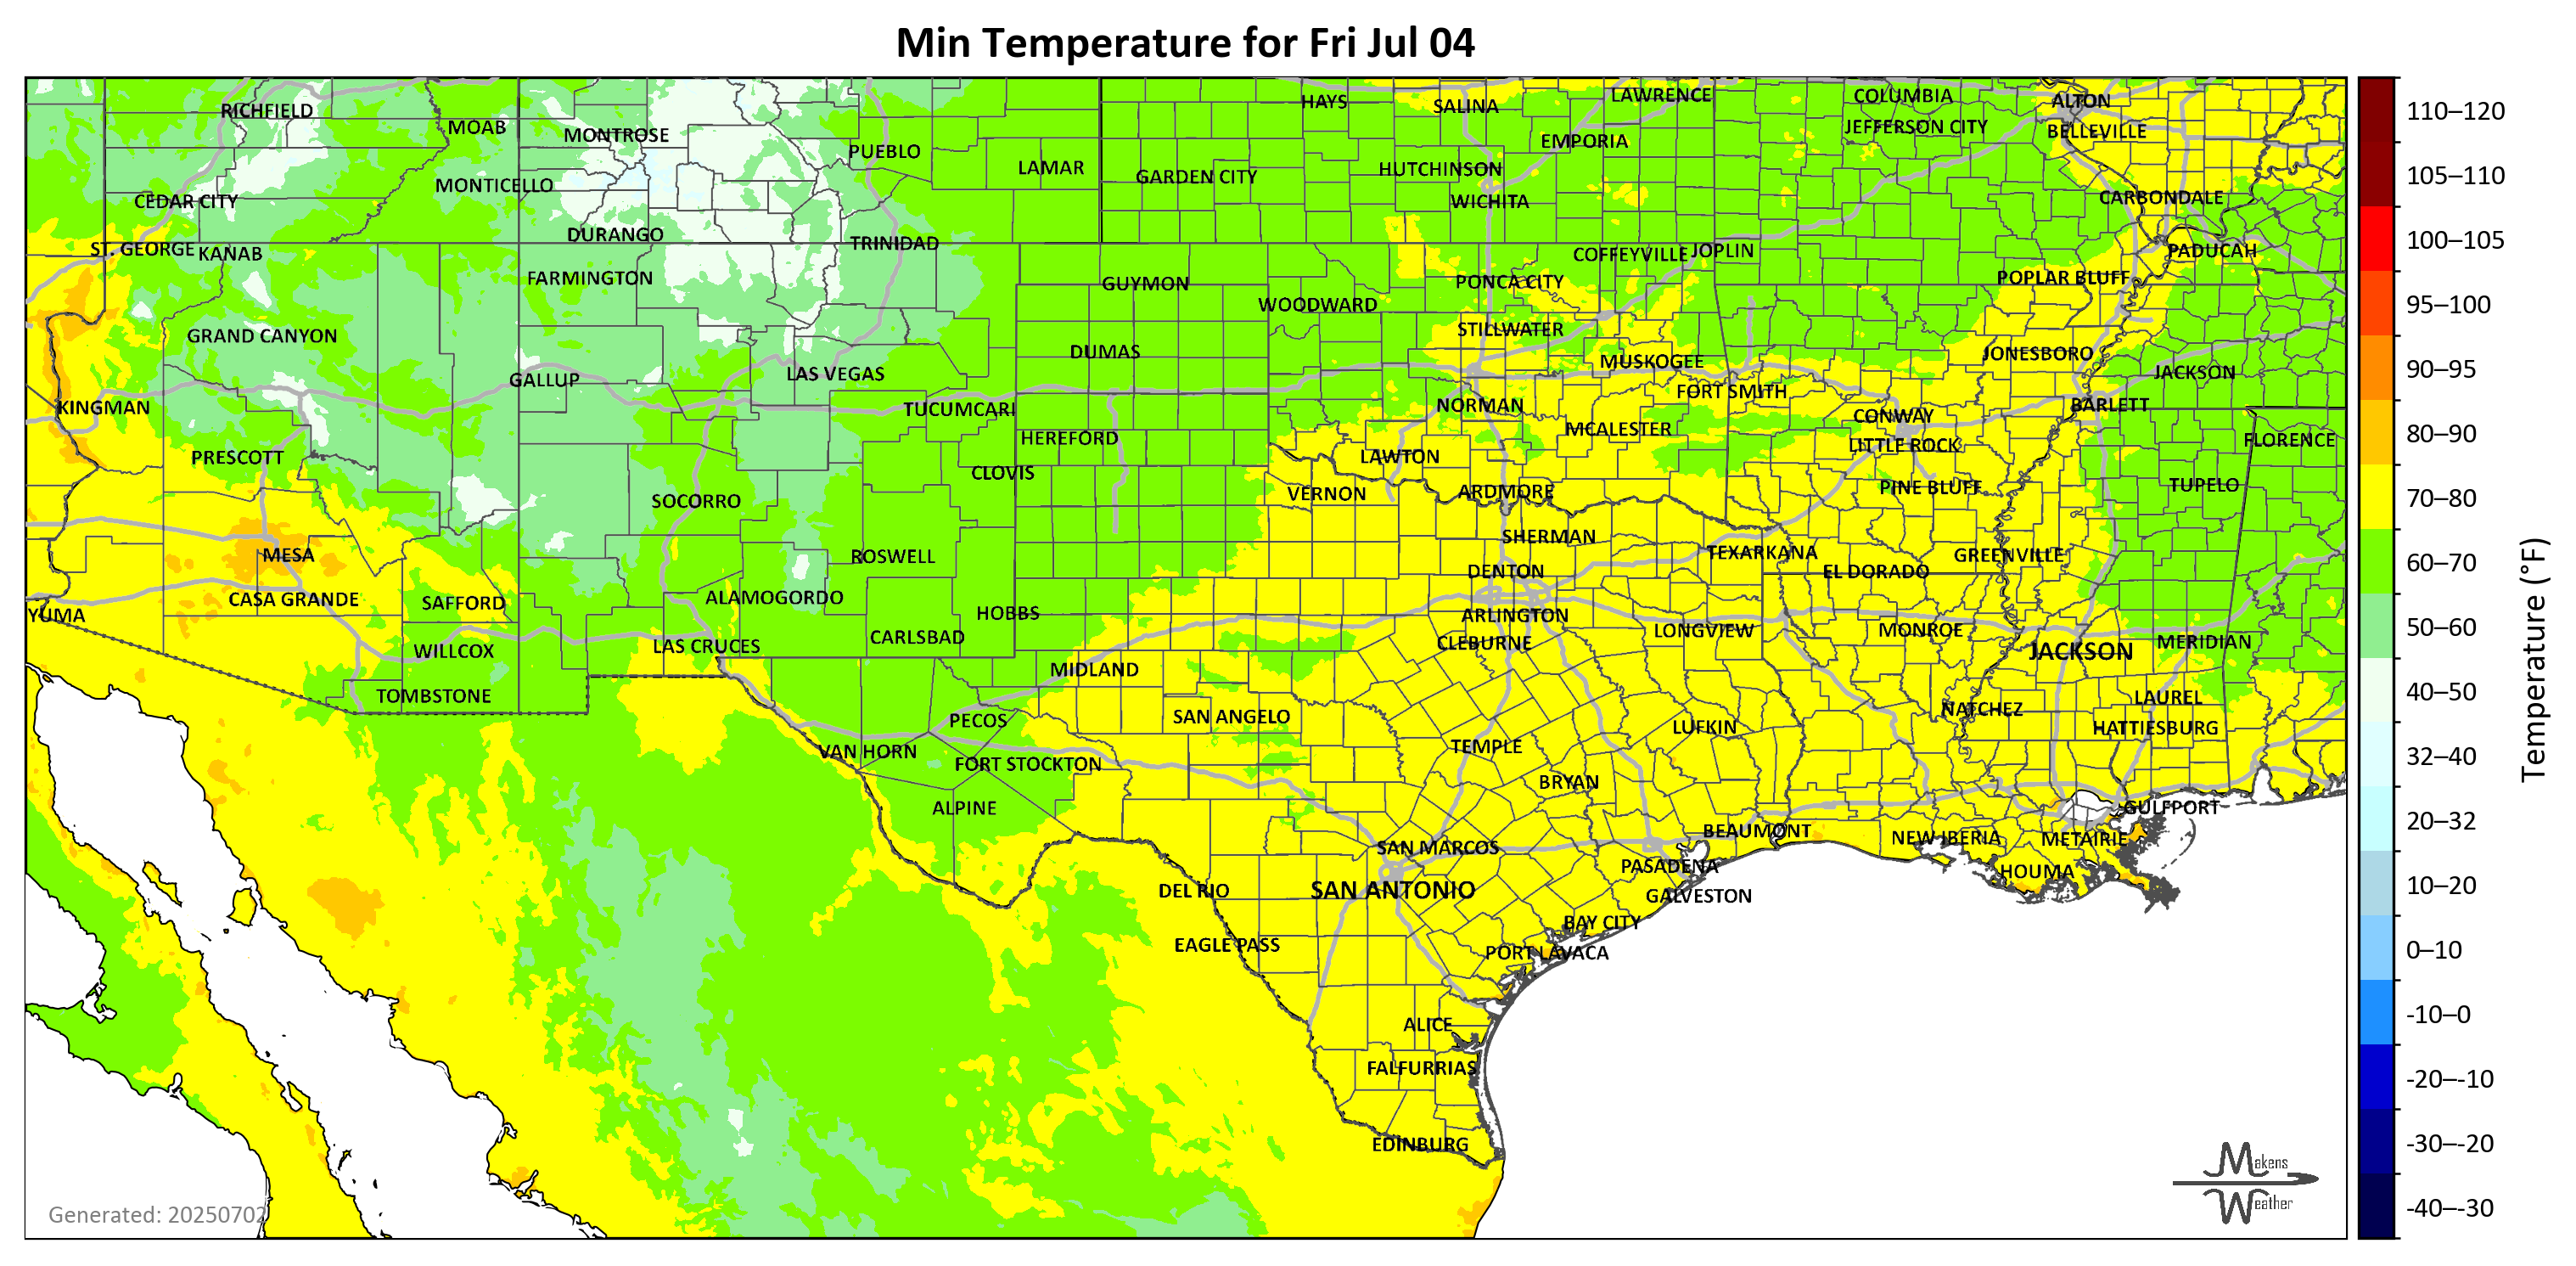 Min Temperature for Fri Jul 04
RICHFIELD
MOAB
MONTROSE
PUEBLO
LAMAR
HAYS
SALINA
LAWRENCE
COLUMBIA
ALTON
JEFFERSON CITY
BELLEVILLE
EMPORIA
HUTCHINSON
GARDEN CITY
MONTICELLO
CEDAR CITY
WICHITA
CARBONDALE
DURANGO
TRINIDAD
ST. GEORGE
KANAB
COFFEYVILLE
JOPLIN
PADUCAH
FARMINGTON
GUYMON
PONCA CITY
POPLAR BLUFF
WOODWARD
GRAND CANYON
STILLWATER
DUMAS
MUSKOGEE
JONESBORO
GALLUP
LAS VEGAS
JACKSON
FORT SMITH
KINGMAN
TUCUMCARI
NORMAN
BARLETT
CONWAY
HEREFORD
MCALESTER
FLORENCE
LITTLE ROCK
PRESCOTT
LAWTON
CLOVIS
TUPELO
PINE BLUFF
SOCORRO
VERNON
ARDMORE
SHERMAN
MESA
ROSWELL
TEXARKANA
GREENVILLE
DENTON
EL DORADO
CASA GRANDE
SAFFORD
ALAMOGORDO
YUMA
HOBBS
ARLINGTON
CARLSBAD
CLEBURNE
LONGVIEW
MONROE
WILLCOX
LAS CRUCES
JACKSON
MERIDIAN
MIDLAND
TOMBSTONE
LAUREL
NATCHEZ
PECOS
SAN ANGELO
LUFKIN
HATTIESBURG
VAN HORN
TEMPLE
FORT STOCKTON
BRYAN
ALPINE
GULFPORT
BEAUMONT
NEW IBERIA
METAIRIE
SAN MARCOS
PASADENA
HOUMA
DEL RIO
SAN ANTONIO
GALVESTON
BAY CITY
EAGLE PASS
PORT LAVACA
ALICE
FALFURRIAS
EDINBURG
Generated: 20250702
Makens
Weather
110–120
105–110
100–105
95–100
90–95
80–90
70–80
60–70
50–60
40–50
32–40
20–32
10–20
0–10
-10–0
-20–-10
-30–-20
-40–-30
Temperature (°F)